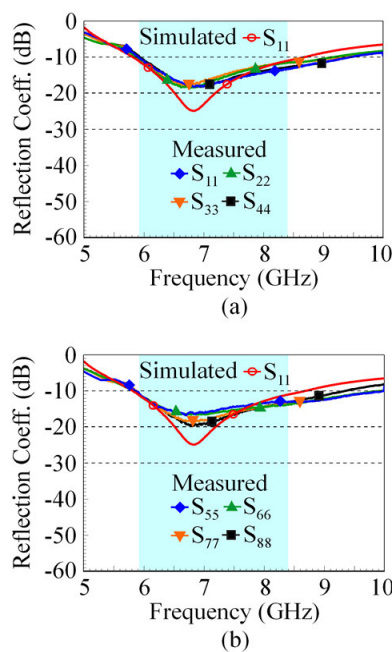 0
-10
-20
-30
-40
-50
-60
Reflection Coeff. (dB)
Simulated S11
Measured
S11 S22
S33 S44
5 6 7 8 9 10
Frequency (GHz)
(a)
0
-10
-20
-30
-40
-50
-60
Reflection Coeff. (dB)
Simulated S11
Measured
S55 S66
S77 S88
5 6 7 8 9 10
Frequency (GHz)
(b)